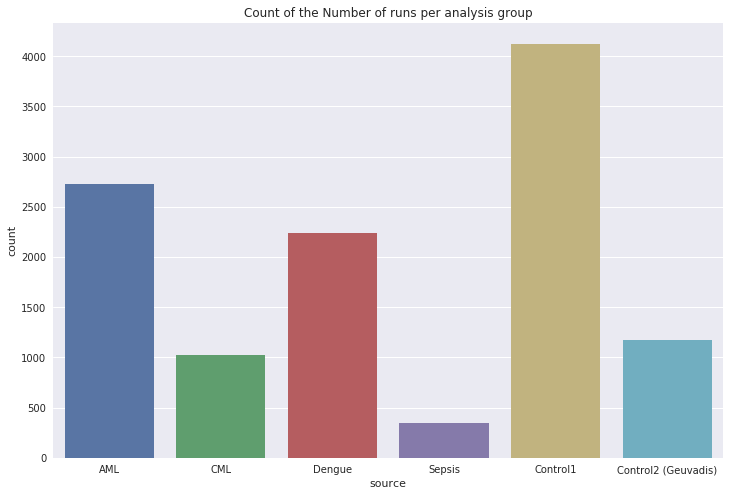 Count of the Number of runs per analysis group
4000
3500
3000
2500
2000
1500
1000
500
0
count
AML CML Dengue Sepsis Control1 Control2 (Geuvadis)
source